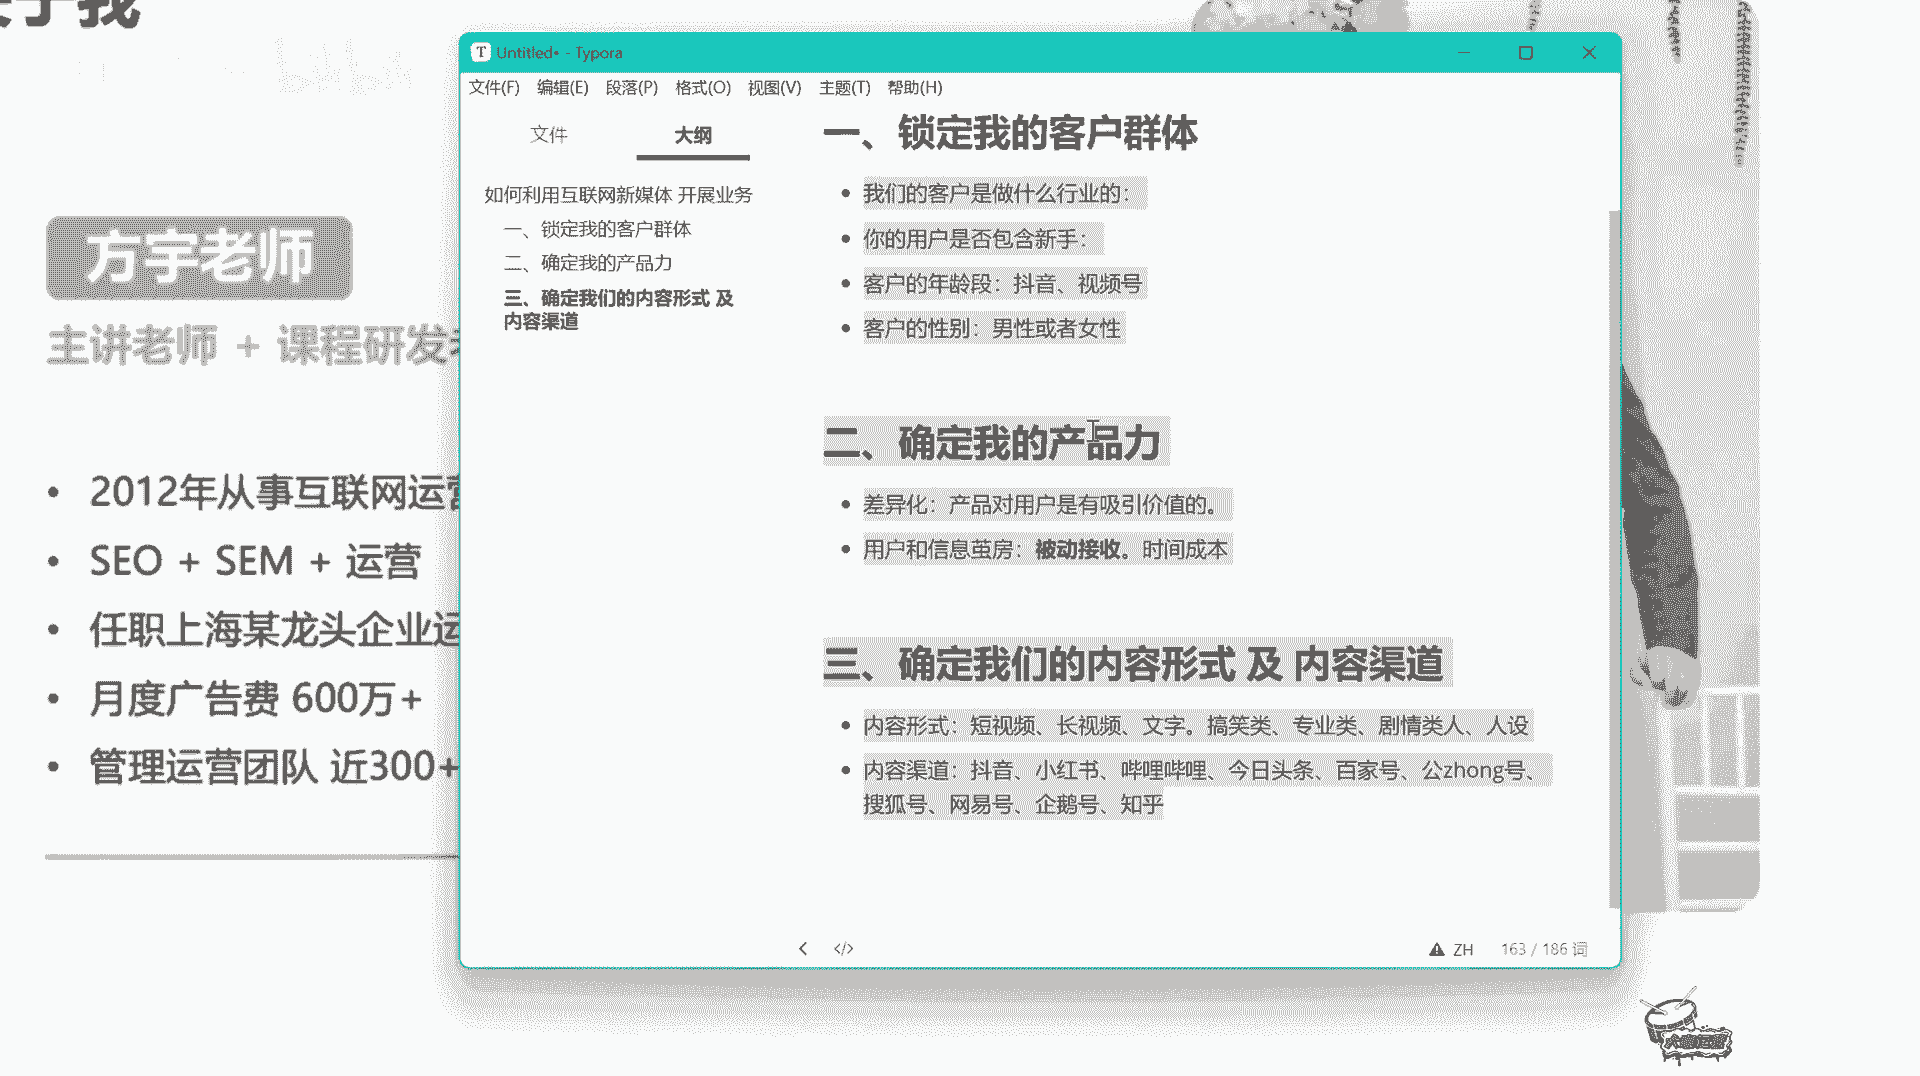 关于我
bilibili
Untitled• - Typora
文件(F) 编辑(E) 段落(P) 格式(O) 视图(V) 主题(T) 帮助(H)
文件 大纲
如何利用互联网新媒体 开展业务
一、锁定我的客户群体
二、确定我的产品力
三、确定我们的内容形式 及
内容渠道
一、锁定我的客户群体
我们的客户是做什么行业的：
你的用户是否包含新手：
客户的年龄段：抖音、视频号
客户的性别：男性或者女性
二、确定我的产品力
差异化：产品对用户是有吸引价值的。
用户和信息茧房：被动接收。时间成本
三、确定我们的内容形式 及 内容渠道
内容形式：短视频、长视频、文字。搞笑类、专业类、剧情类人、人设
内容渠道：抖音、小红书、哔哩哔哩、今日头条、百家号、公zhong号、
搜狐号、网易号、企鹅号、知乎
</> ZH 163 / 186 词
方宇老师
主讲老师 + 课程研发
2012年从事互联网运营
SEO + SEM + 运营
任职上海某龙头企业运
月度广告费 600万+
管理运营团队 近300+